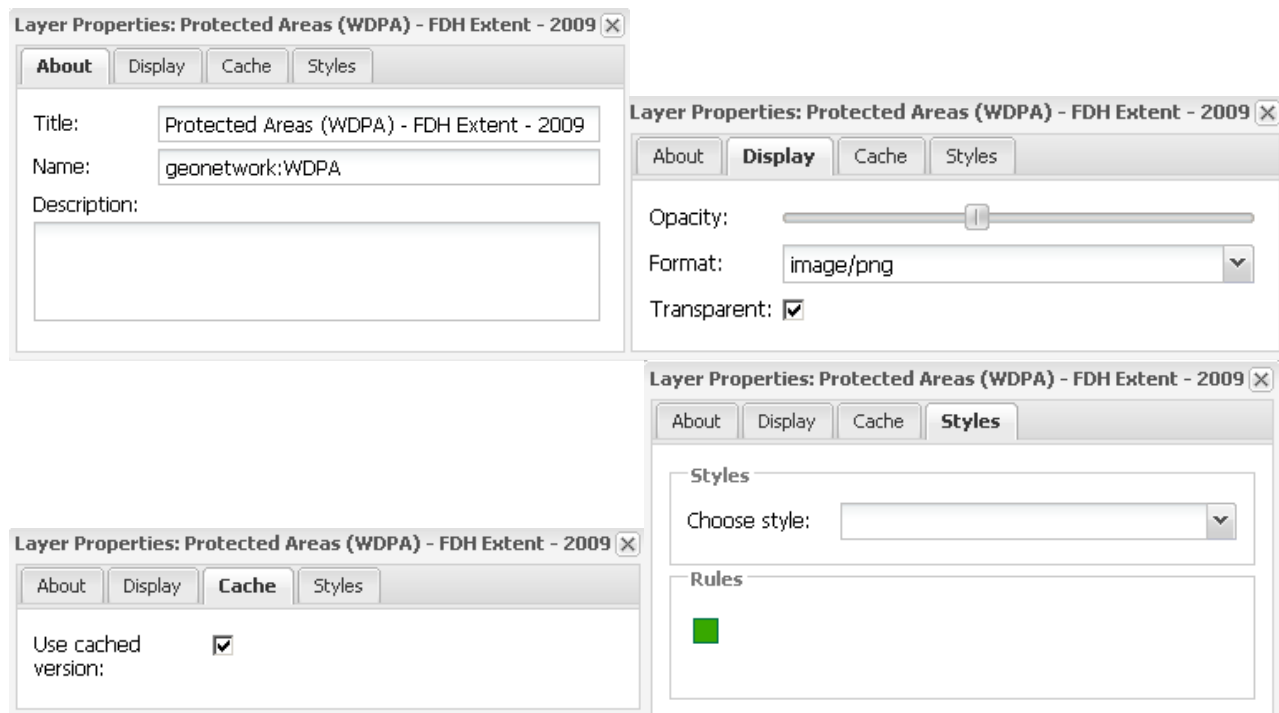 Layer Properties: Protected Areas (WDPA) - FDH Extent - 2009
About Display Cache Styles
Title: Protected Areas (WDPA) - FDH Extent - 2009
Name: geonetwork:WDPA
Description:
Layer Properties: Protected Areas (WDPA) - FDH Extent - 2009
About Display Cache Styles
Opacity:
Format: image/png
Transparent:
Layer Properties: Protected Areas (WDPA) - FDH Extent - 2009
About Display Cache Styles
Use cached
version:
Layer Properties: Protected Areas (WDPA) - FDH Extent - 2009
About Display Cache Styles
Styles
Choose style:
Rules